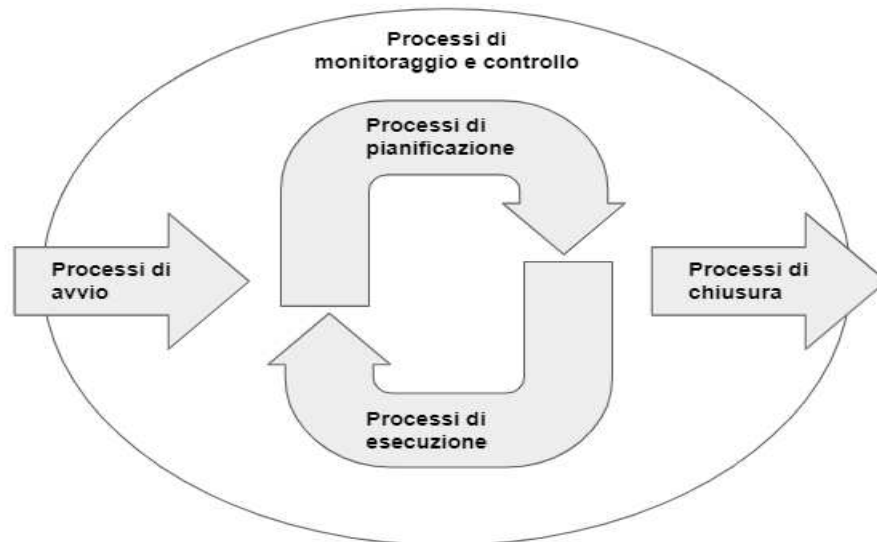 Processi di
monitoraggio e controllo
Processi di
pianificazione
Processi di
avvio
Processi di
chiusura
Processi di
esecuzione